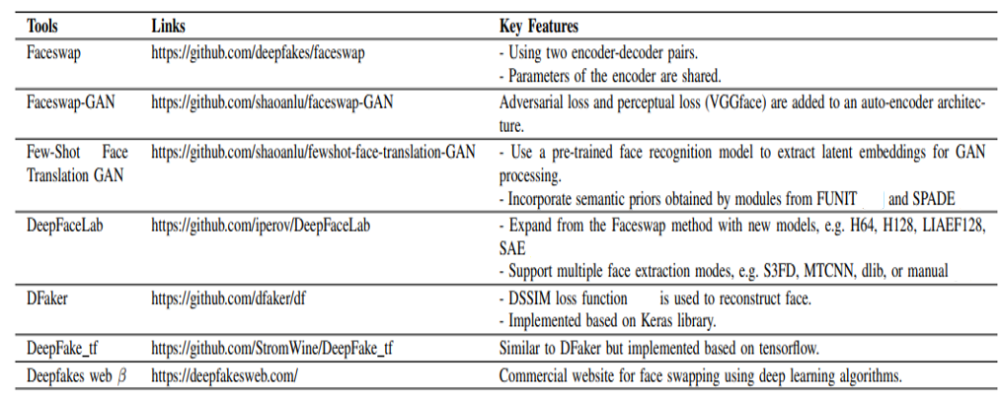 Tools Links Key Features
Faceswap https://github.com/deepfakes/faceswap - Using two encoder-decoder pairs.
- Parameters of the encoder are shared.
Faceswap-GAN https://github.com/shaoanlu/faceswap-GAN Adversarial loss and perceptual loss (VGGface) are added to an auto-encoder architec-
ture.
Few-Shot Face https://github.com/shaoanlu/fewshot-face-translation-GAN - Use a pre-trained face recognition model to extract latent embeddings for GAN
Translation GAN processing.
- Incorporate semantic priors obtained by modules from FUNIT and SPADE
DeepFaceLab https://github.com/iperov/DeepFaceLab - Expand from the Faceswap method with new models, e.g. H64, H128, LIAEF128,
SAE
- Support multiple face extraction modes, e.g. S3FD, MTCNN, dlib, or manual
DFaker https://github.com/dfaker/df - DSSIM loss function is used to reconstruct face.
- Implemented based on Keras library.
DeepFake_tf https://github.com/StromWine/DeepFake_tf Similar to DFaker but implemented based on tensorflow.
Deepfakes web β https://deepfakesweb.com/ Commercial website for face swapping using deep learning algorithms.